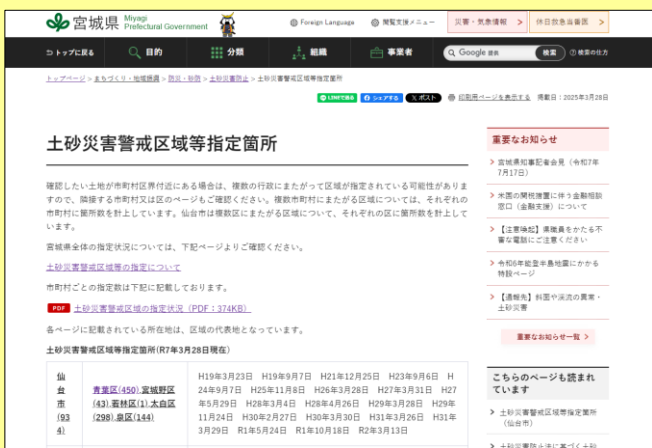 宮城県 Miyagi Prefectural Government
Foreign Language
閲覧支援メニュー
災害・気象情報 >
休日救急当番医 >
トップページに戻る
目的
分類
組織
事業者
Google 提供
検索
検索の仕方
トップページ > まちづくり・地域振興 > 防災・砂防 > 土砂災害防止 > 土砂災害警戒区域等指定箇所
LINEで送る
シェアする
ポスト
印刷用ページを表示する
掲載日：2025年3月28日
土砂災害警戒区域等指定箇所
確認したい土地が市町村区界付近にある場合は、複数の行政にまたがって区域が指定されている可能性がありま
すので、隣接する市町村又は区のページもご確認ください。複数市町村にまたがる区域については、それぞれの
市町村に箇所数を計上しています。仙台市は複数区にまたがる区域について、それぞれの区に箇所数を計上して
います。
宮城県全体の指定状況については、下記ページよりご確認ください。
土砂災害警戒区域等の指定について
市町村ごとの指定数は下記に記載しております。
PDF 土砂災害警戒区域の指定状況（PDF：374KB）
各ページに記載されている所在地は、区域の代表地となっています。
土砂災害警戒区域等指定箇所(R7年3月28日現在)
仙
台
市
(93
4)
青葉区(450),宮城野区
(43),若林区(1),太白区
(298),泉区(144)
H19年3月23日 H19年9月7日 H21年12月25日 H23年9月6日 H
24年9月7日 H25年11月8日 H26年3月28日 H27年3月31日 H27
年5月29日 H28年3月4日 H28年4月26日 H29年3月28日 H29年
11月24日 H30年2月27日 H30年3月30日 H31年3月26日 H31年
3月29日 R1年5月24日 R1年10月18日 R2年3月13日
重要なお知らせ
> 宮城県知事記者会見（令和7年
7月17日）
> 米国の関税措置に伴う金融相談
窓口（金融支援）について
> 【注意喚起】県職員をかたる不
審な電話にご注意ください
> 令和6年能登半島地震にかかる
特設ページ
> 【通報先】斜面や渓流の異常・
土砂災害
重要なお知らせ一覧 >
こちらのページも読まれ
ています
> 土砂災害警戒区域等指定箇所
（仙台市）
> 土砂災害防止法に基づく土砂